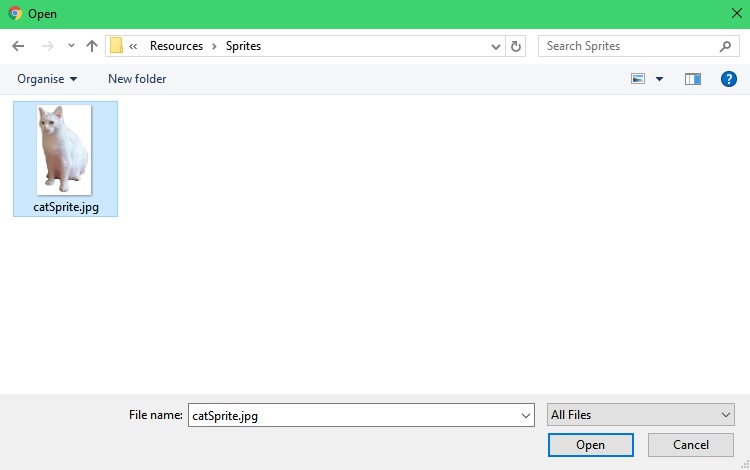 Open
Resources Sprites
Search Sprites
Organise New folder
catSprite.jpg
File name: catSprite.jpg All Files
Open Cancel